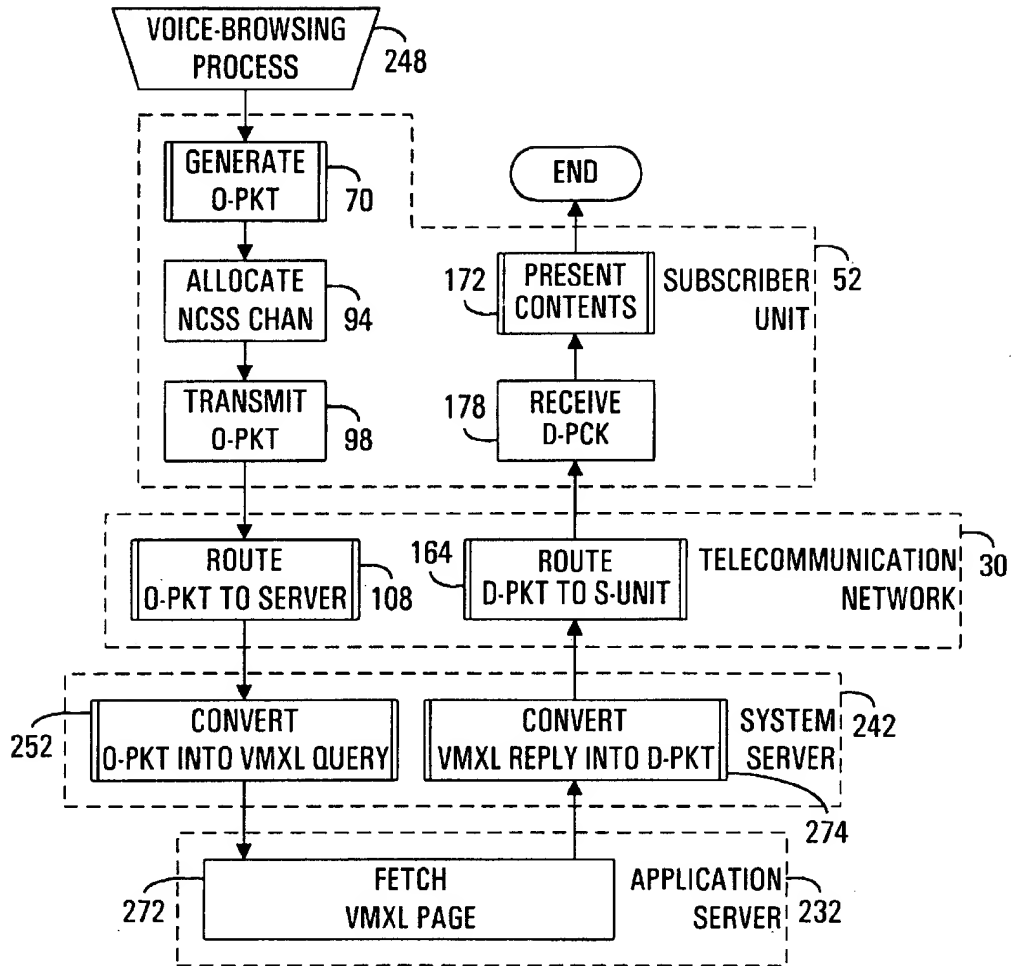 VOICE-BROWSING
PROCESS
248
GENERATE
O-PKT
70
ALLOCATE
NCSS CHAN
94
TRANSMIT
O-PKT
98
END
172
PRESENT
CONTENTS
SUBSCRIBER
UNIT
52
178
RECEIVE
D-PCK
ROUTE
O-PKT TO SERVER
108
164
ROUTE
D-PKT TO S-UNIT
TELECOMMUNICATION
NETWORK
30
252
CONVERT
O-PKT INTO VMXL QUERY
CONVERT
VMXL REPLY INTO D-PKT
SYSTEM
SERVER
242
274
272
FETCH
VMXL PAGE
APPLICATION
SERVER
232